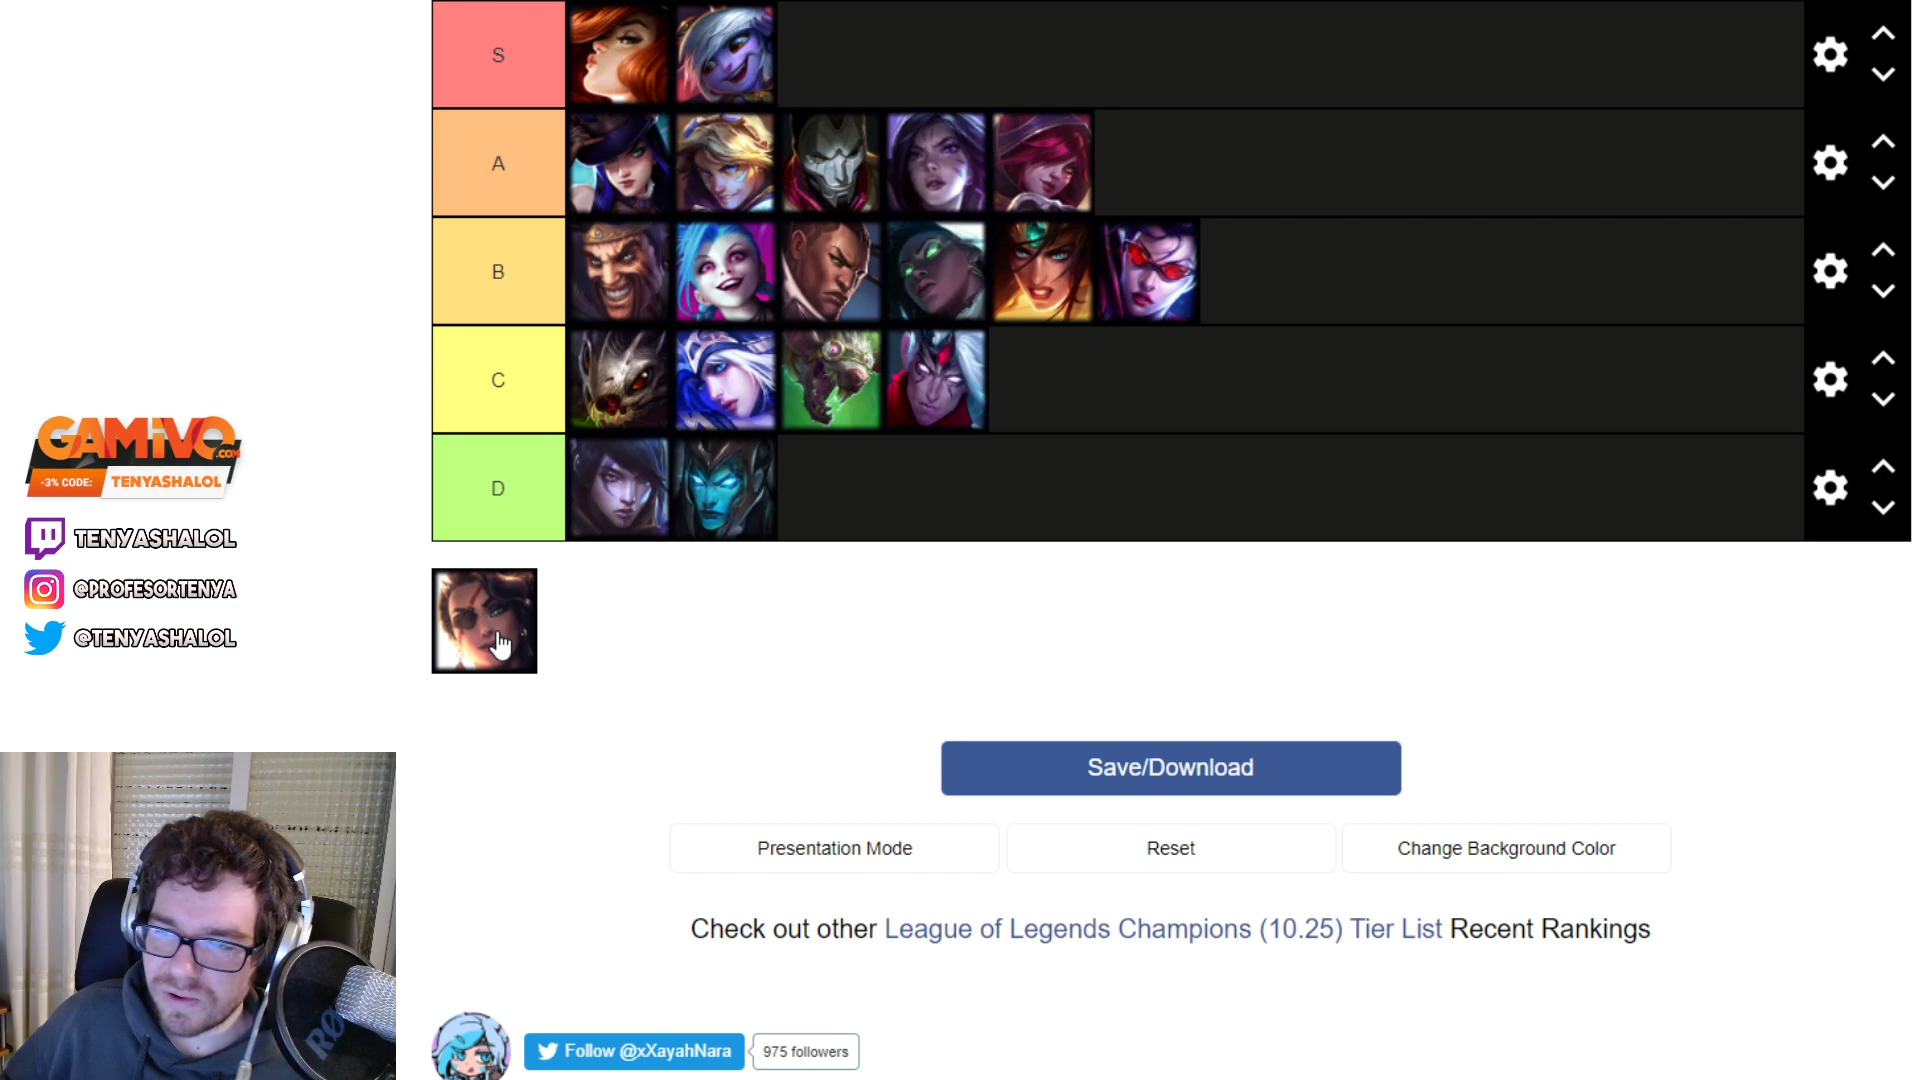 S
A
B
C
D
GAMIVO.COM
-3% CODE: TENYASHALOL
TENYASHALOL
@PROFESORTENYA
@TENYASHALOL
Save/Download
Presentation Mode
Reset
Change Background Color
Check out other League of Legends Champions (10.25) Tier List Recent Rankings
Follow @xXayahNara
975 followers